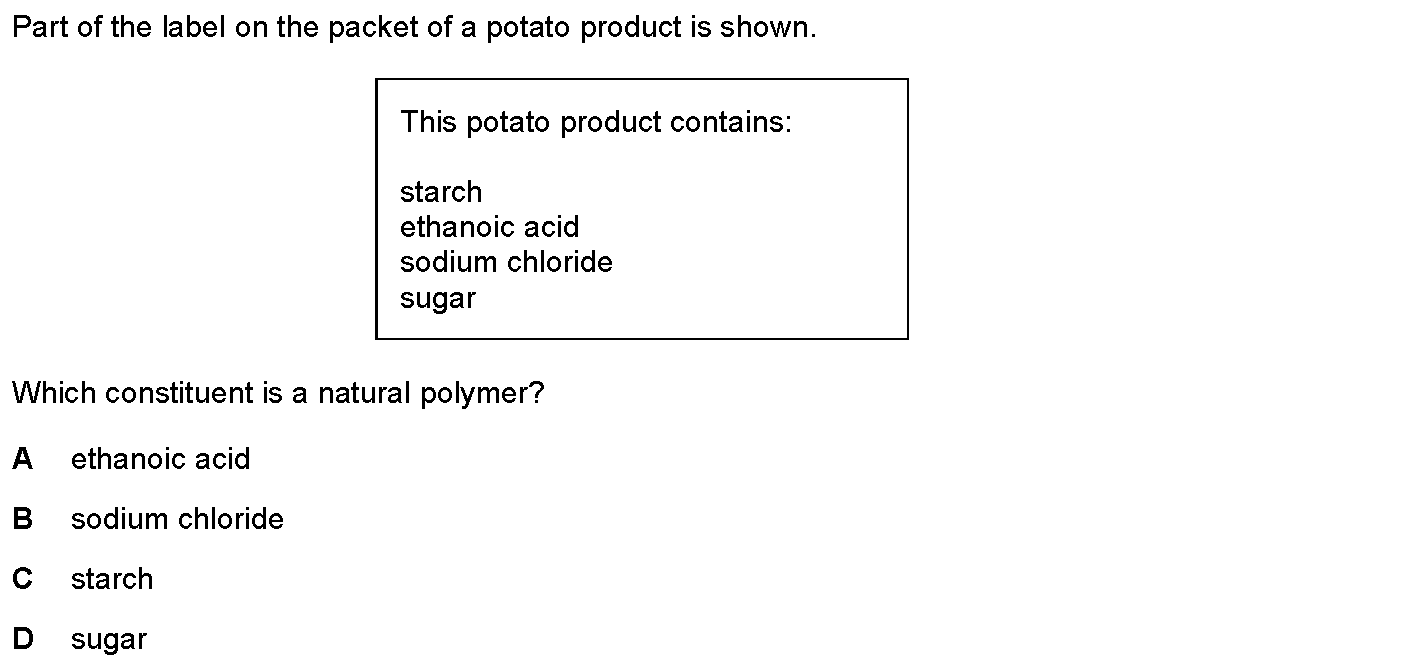 Part of the label on the packet of a potato product is shown.
This potato product contains:
starch
ethanoic acid
sodium chloride
sugar
Which constituent is a natural polymer?
A ethanoic acid
B sodium chloride
C starch
D sugar